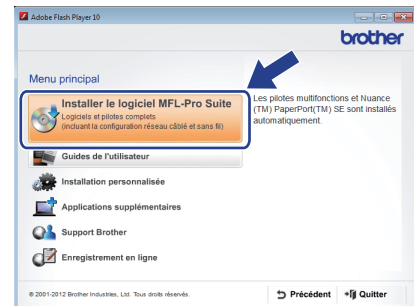 Adobe Flash Player 10
brother
Menu principal
Installer le logiciel MFL-Pro Suite
Logiciels et pilotes complets
(incluant la configuration réseau câblé et sans fil)
Les pilotes multifonctions et Nuance
(TM) PaperPort(TM) SE sont installés
automatiquement.
Guides de l'utilisateur
Installation personnalisée
Applications supplémentaires
Support Brother
Enregistrement en ligne
© 2001-2012 Brother Industries, Ltd. Tous droits réservés.
Précédent
Quitter